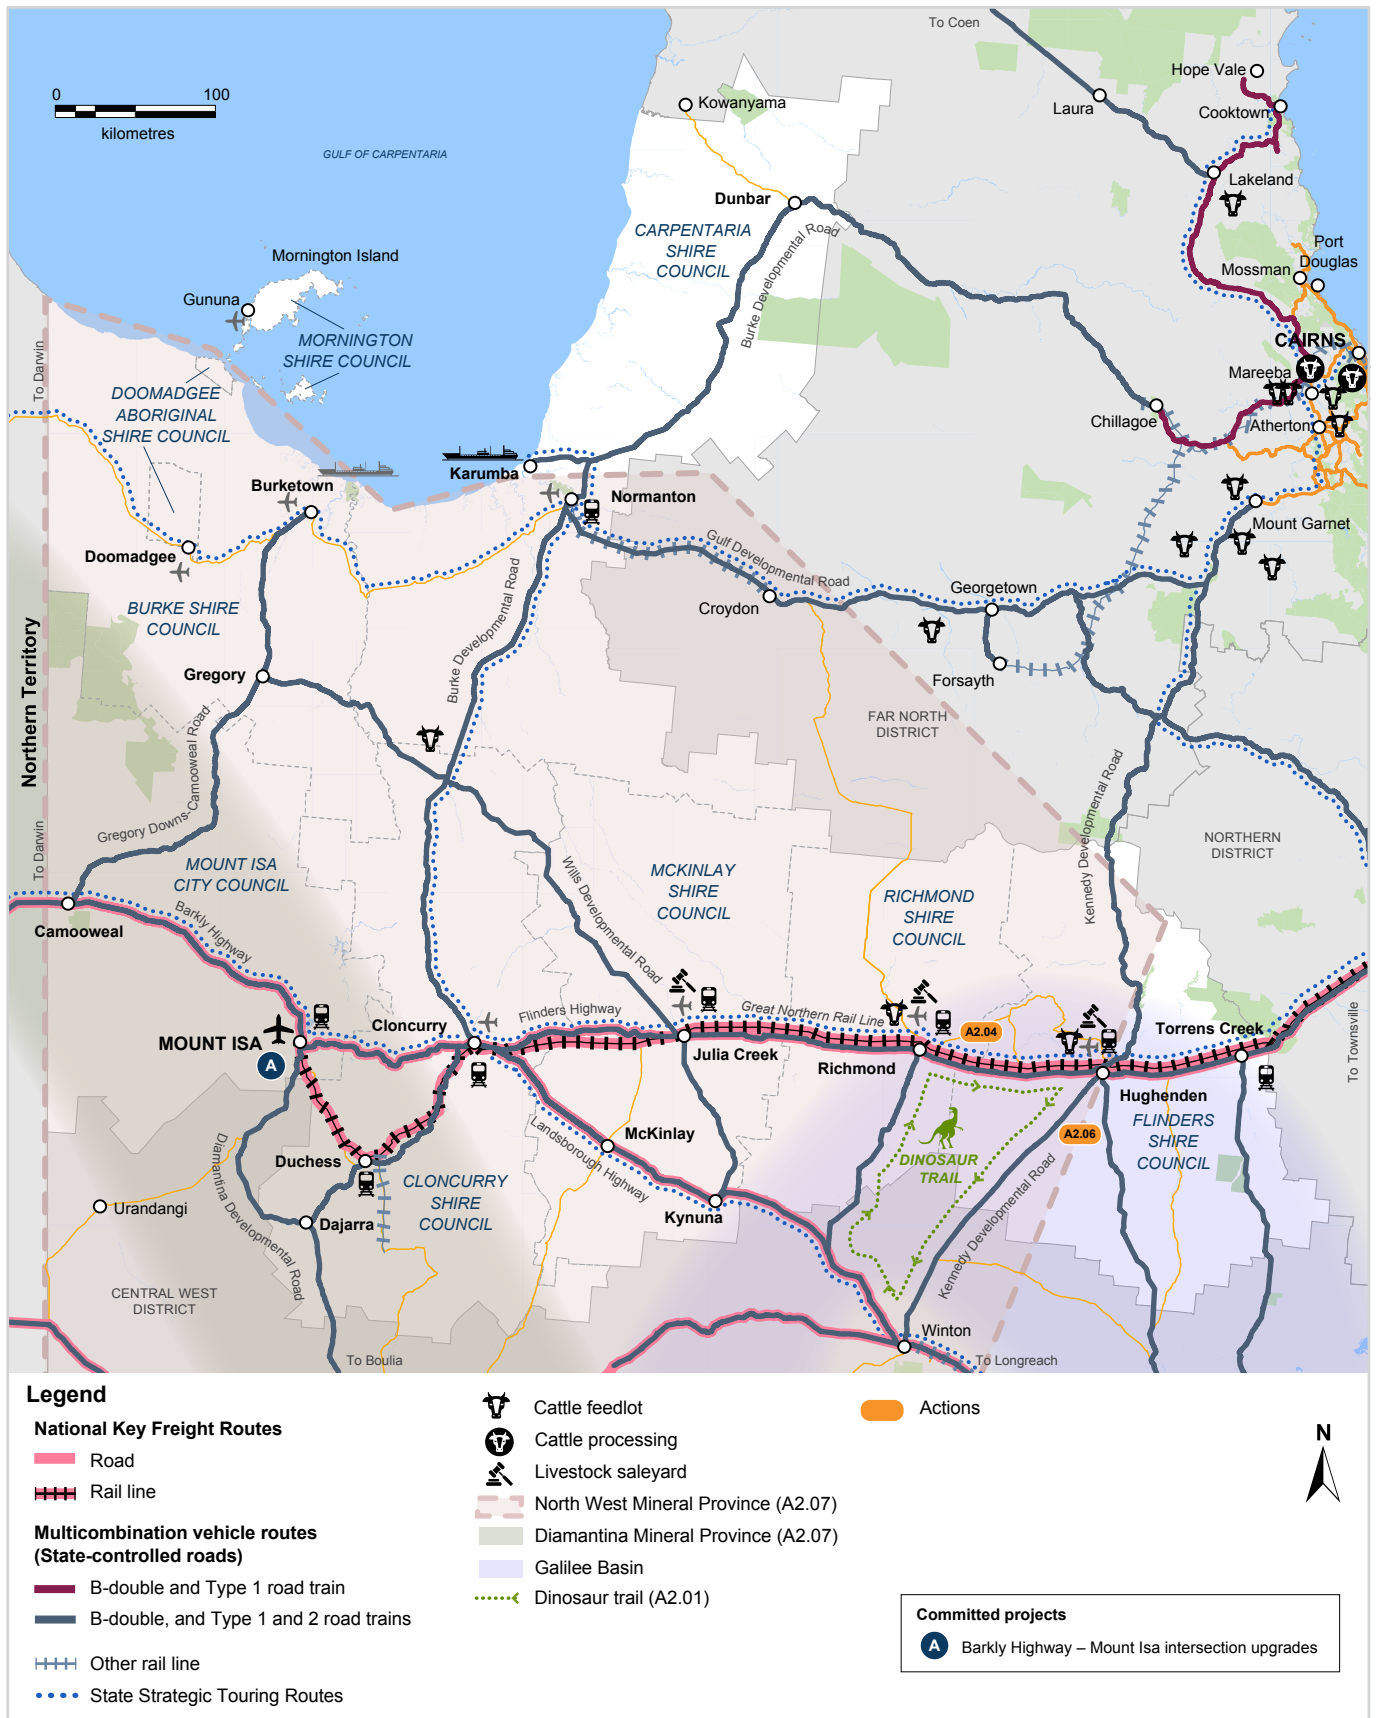 To Coen
Hope Vale
Laura
Cooktown
0
100
kilometres
Kowanyama
GULF OF CARPENTARIA
Lakeland
Dunbar
CARPENTARIA
SHIRE
COUNCIL
Burke Developmental Road
Port
Douglas
Mossman
Mornington Island
Gununa
MORNINGTON
SHIRE COUNCIL
CAIRNS
Mareeba
To Darwin
DOOMADGEE
ABORIGINAL
SHIRE COUNCIL
Chillagoe
Atherton
Karumba
Burketown
Normanton
Mount Garnet
Doomadgee
Gulf Developmental Road
Georgetown
Croydon
BURKE SHIRE
COUNCIL
Burke Developmental Road
Gregory
Forsayth
Northern Territory
FAR NORTH
DISTRICT
Gregory Downs-Camooweal Road
Kennedy Developmental Road
To Darwin
NORTHERN
DISTRICT
MOUNT ISA
CITY COUNCIL
Wills Developmental Road
MCKINLAY
SHIRE
COUNCIL
RICHMOND
SHIRE
COUNCIL
Camooweal
Barkly Highway
Flinders Highway
Great Northern Rail Line
Cloncurry
A2.04
Torrens Creek
To Townsville
MOUNT ISA
A
Julia Creek
Richmond
Hughenden
A2.06
FLINDERS
SHIRE
COUNCIL
McKinlay
Landsborough Highway
DINOSAUR
TRAIL
Diamantina Developmental Road
Duchess
CLONCURRY
SHIRE
COUNCIL
Urandangi
Dajarra
Kynuna
Kennedy Developmental Road
CENTRAL WEST
DISTRICT
Winton
To Boulia
To Longreach
Legend
National Key Freight Routes
Road
Rail line
Multicombination vehicle routes
(State-controlled roads)
B-double and Type 1 road train
B-double, and Type 1 and 2 road trains
Other rail line
State Strategic Touring Routes
Cattle feedlot
Cattle processing
Livestock saleyard
North West Mineral Province (A2.07)
Diamantina Mineral Province (A2.07)
Galilee Basin
Dinosaur trail (A2.01)
Actions
N
Committed projects
A Barkly Highway – Mount Isa intersection upgrades